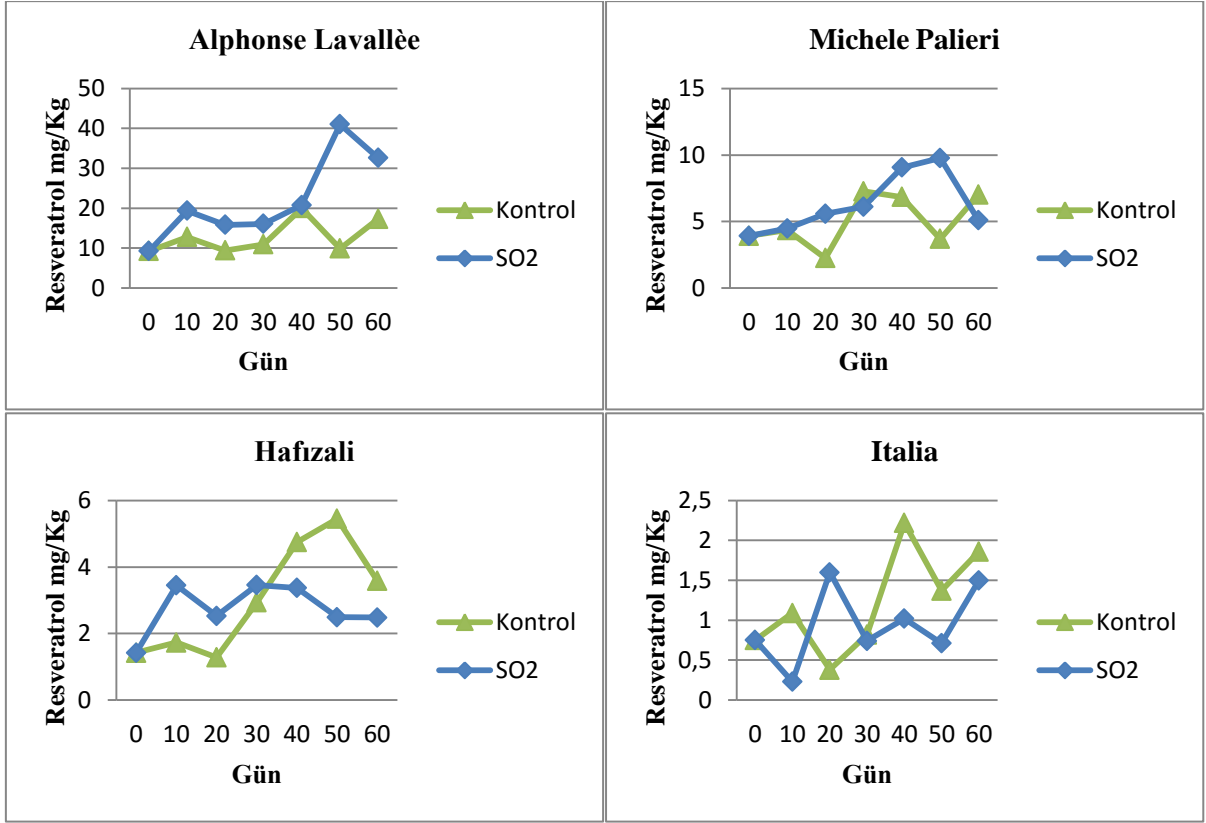 Alphonse Lavallèe
Resveratrol mg/Kg
50
40
30
20
10
0
0 10 20 30 40 50 60
Gün
Kontrol
SO2
Michele Palieri
Resveratrol mg/Kg
15
10
5
0
0 10 20 30 40 50 60
Gün
Kontrol
SO2
Hafızali
Resveratrol mg/Kg
6
4
2
0
0 10 20 30 40 50 60
Gün
Kontrol
SO2
Italia
Resveratrol mg/Kg
2,5
2
1,5
1
0,5
0
0 10 20 30 40 50 60
Gün
Kontrol
SO2